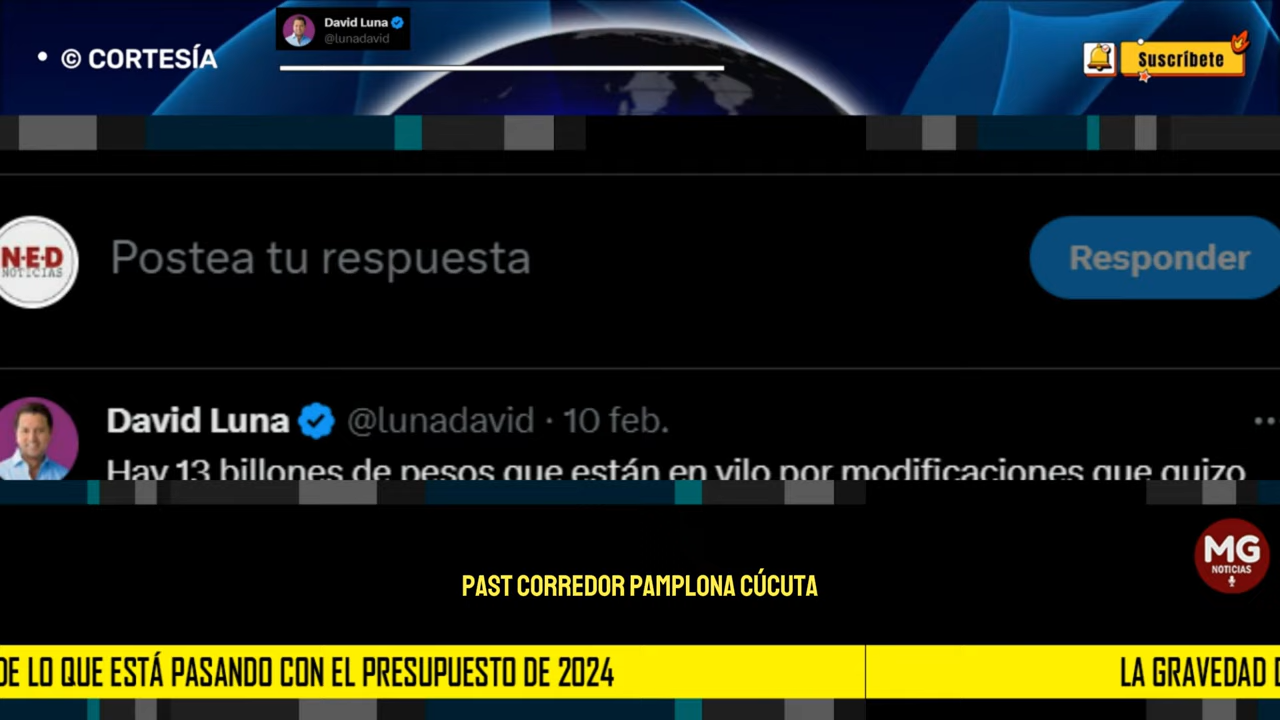 • © CORTESÍA
David Luna
@lunadavid
Suscríbete
N·E·D
NOTICIAS
Postea tu respuesta
Responder
David Luna @lunadavid · 10 feb.
Hay 13 billones de pesos que están en vilo por modificaciones que quizo
MG
NOTICIAS
PAST CORREDOR PAMPLONA CÚCUTA
DE LO QUE ESTÁ PASANDO CON EL PRESUPUESTO DE 2024
LA GRAVEDAD D